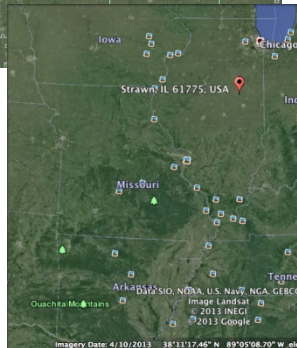 Iowa
Chicago
Strawn, IL 61775, USA
Ind
Missouri
Data SIO, NOAA, U.S. Navy, NGA, GEBCO
Arkansas
Tenne
Image Landsat
Ouachita Mountains
© 2013 INEGI
©2013 Google
Imagery Date: 4/10/2013 38°11'17.46" N 89°05'08.70" W ele